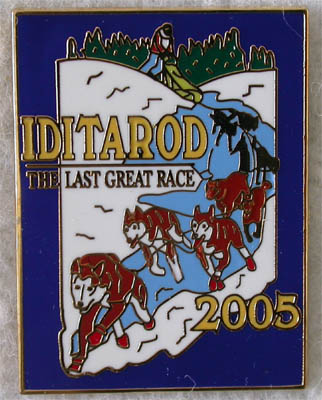 IDITAROD
THE LAST GREAT RACE
2005